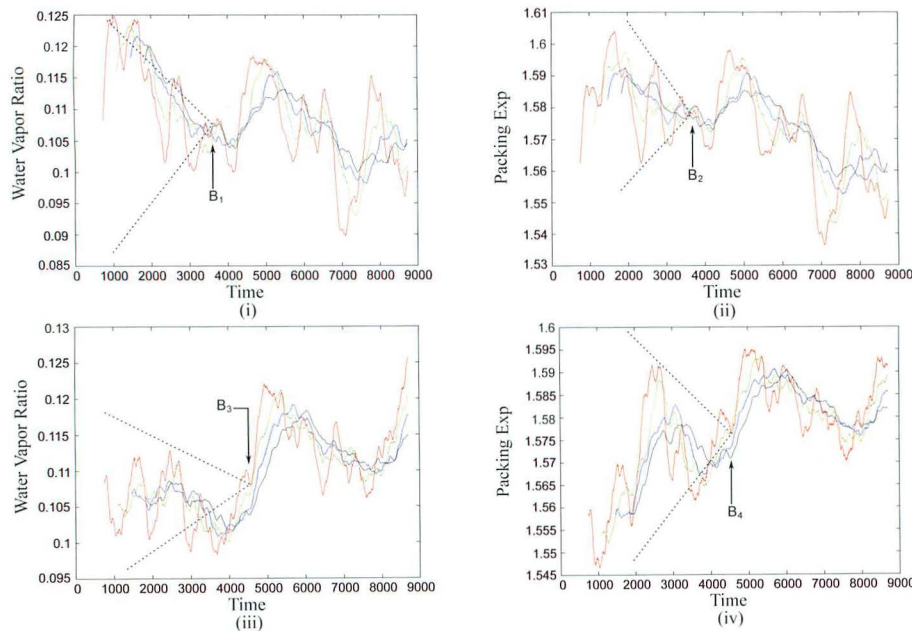 0.125
0.12
0.115
0.11
0.105
0.1
0.095
0.09
0.085
Water Vapor Ratio
B1
0 1000 2000 3000 4000 5000 6000 7000 8000 9000
Time
(i)
1.61
1.6
1.59
1.58
1.57
1.56
1.55
1.54
1.53
Packing Exp
B2
0 1000 2000 3000 4000 5000 6000 7000 8000 9000
Time
(ii)
0.13
0.125
0.12
0.115
0.11
0.105
0.1
0.095
Water Vapor Ratio
B3
0 1000 2000 3000 4000 5000 6000 7000 8000 9000
Time
(iii)
1.6
1.595
1.59
1.585
1.58
1.575
1.57
1.565
1.56
1.555
1.55
1.545
Packing Exp
B4
0 1000 2000 3000 4000 5000 6000 7000 8000 9000
Time
(iv)